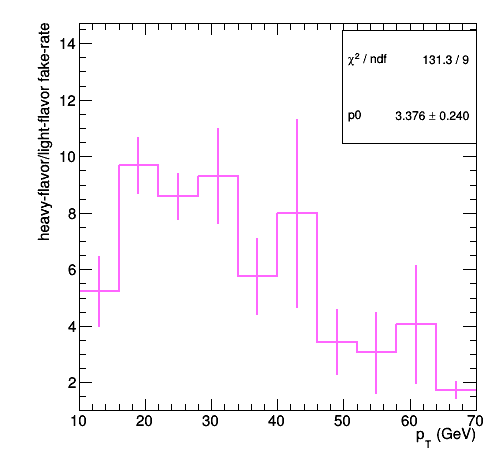 heavy-flavor/light-flavor fake-rate
χ² / ndf 131.3 / 9
p0 3.376 ± 0.240
14
12
10
8
6
4
2
10 20 30 40 50 60 70
p_T (GeV)